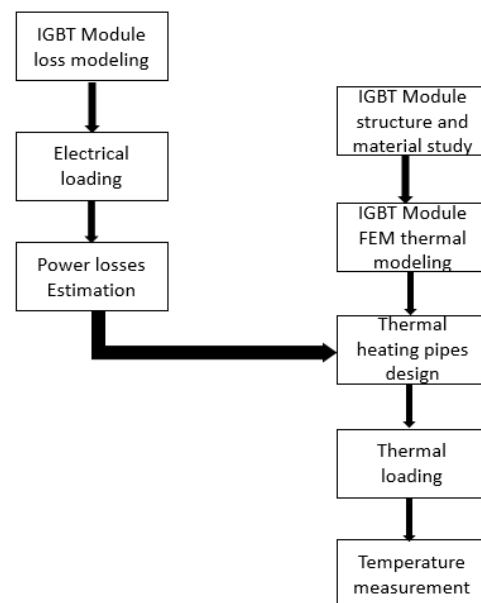 IGBT Module
loss modeling
Electrical
loading
Power losses
Estimation
IGBT Module
structure and
material study
IGBT Module
FEM thermal
modeling
Thermal
heating pipes
design
Thermal
loading
Temperature
measurement